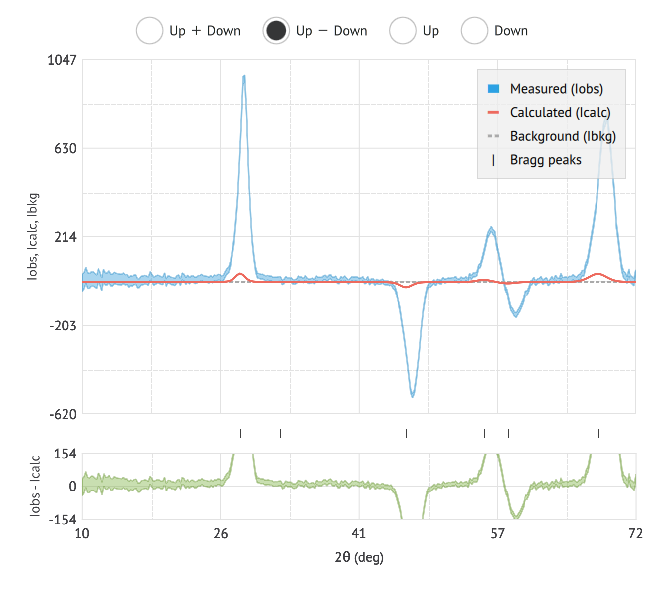 Up + Down Up − Down Up Down
1047
630
214
-203
-620
Iobs, Icalc, Ibkg
Measured (Iobs)
Calculated (Icalc)
Background (Ibkg)
Bragg peaks
154
0
-154
Iobs - Icalc
10 26 41 57 72
2θ (deg)